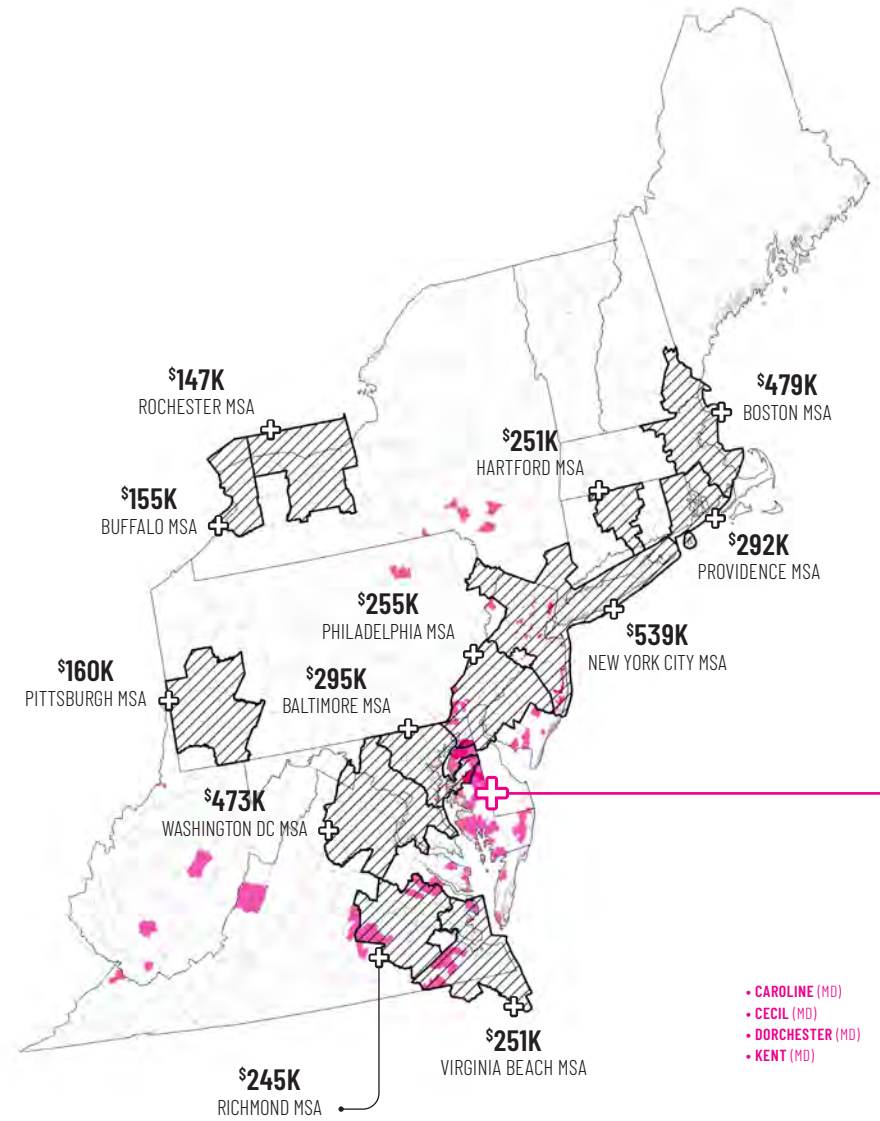 $147K
ROCHESTER MSA
$479K
BOSTON MSA
$251K
HARTFORD MSA
$155K
BUFFALO MSA
$292K
PROVIDENCE MSA
$255K
PHILADELPHIA MSA
$539K
NEW YORK CITY MSA
$160K
PITTSBURGH MSA
$295K
BALTIMORE MSA
$473K
WASHINGTON DC MSA
• CAROLINE (MD)
• CECIL (MD)
• DORCHESTER (MD)
• KENT (MD)
$251K
VIRGINIA BEACH MSA
$245K
RICHMOND MSA